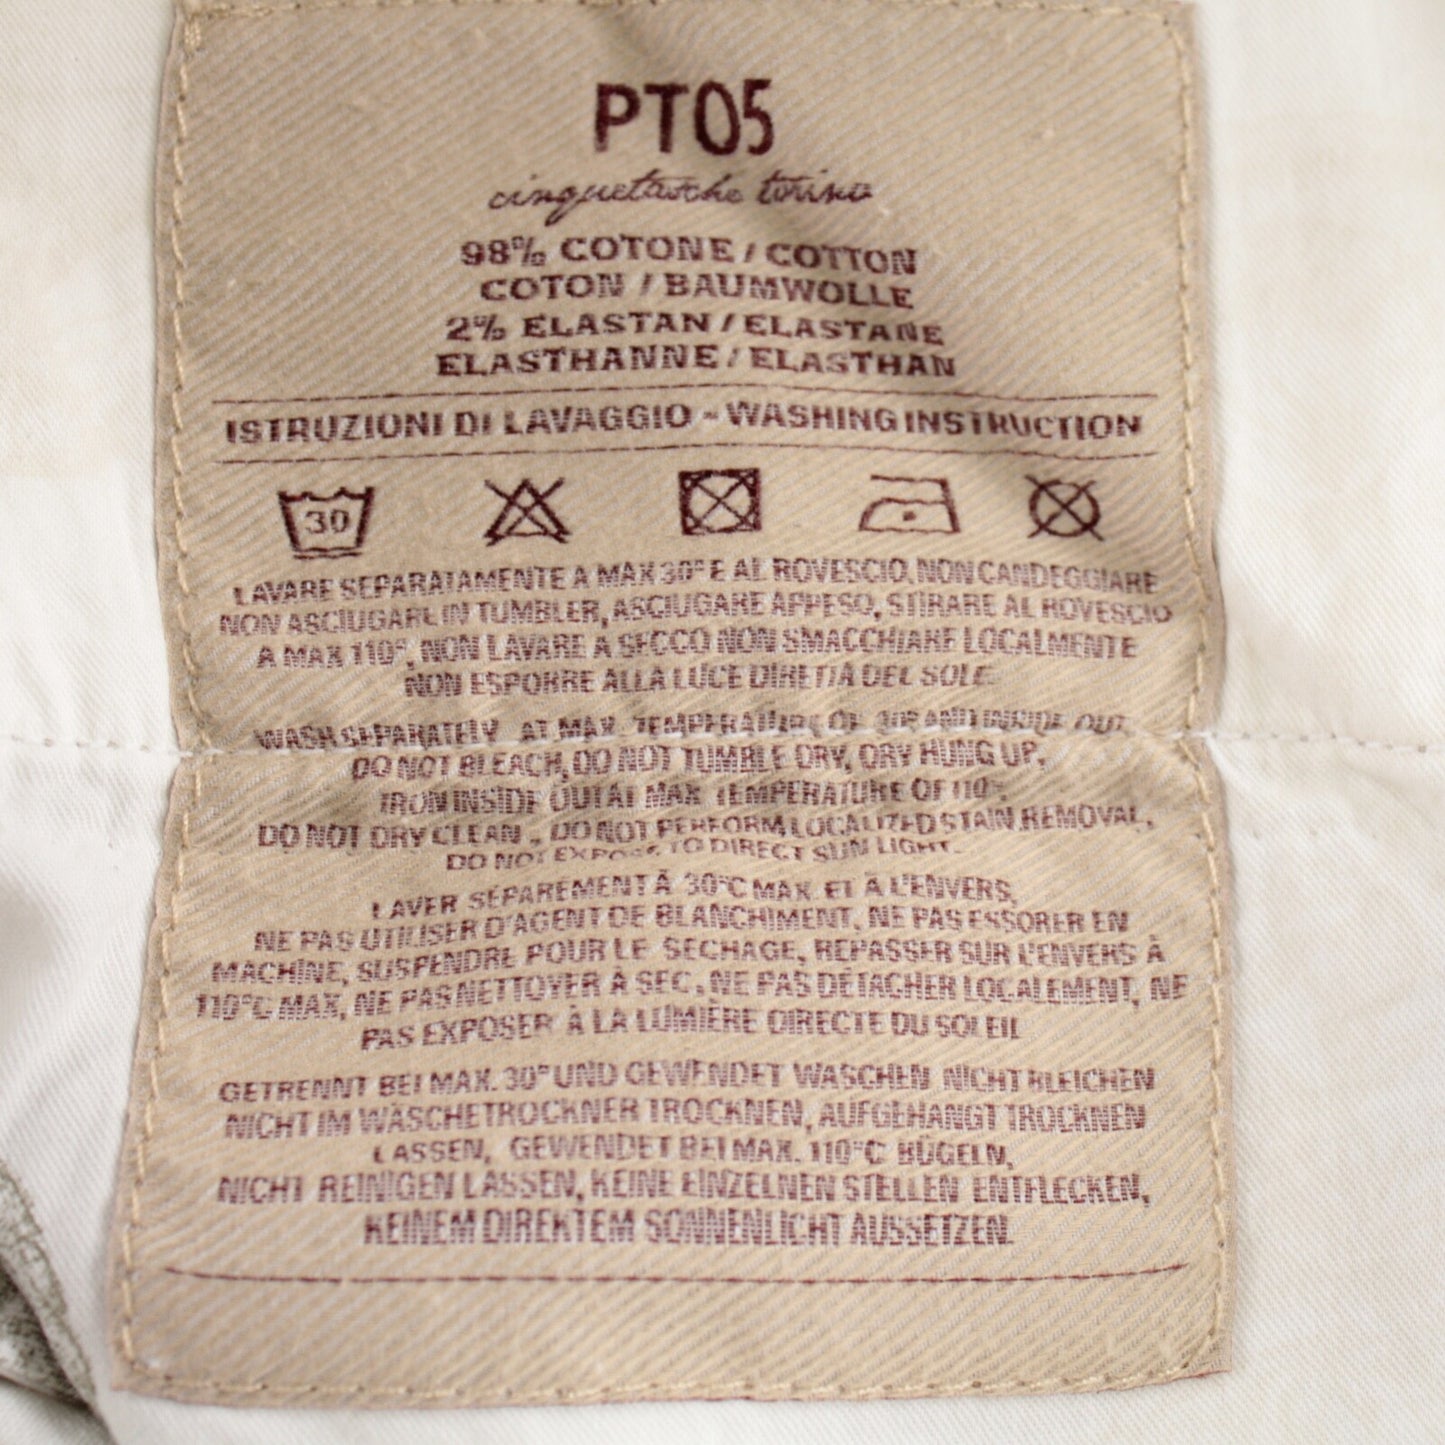 PT05
cinquetasche torino
98% COTONE / COTTON
COTON / BAUMWOLLE
2% ELASTAN / ELASTANE
ELASTHANNE / ELASTHAN
ISTRUZIONI DI LAVAGGIO - WASHING INSTRUCTION
30
LAVARE SEPARATAMENTE A MAX 30° E AL ROVESCIO, NON CANDEGGIARE
NON ASCIUGARE IN TUMBLER, ASCIUGARE APPESO, STIRARE AL ROVESCIO
A MAX 110°, NON LAVARE A SECCO NON SMACCHIARE LOCALMENTE
NON ESPORRE ALLA LUCE DIRETTA DEL SOLE.
WASH SEPARATELY AT MAX. TEMPERATURE OF 30° AND INSIDE OUT
DO NOT BLEACH, DO NOT TUMBLE DRY, DRY HUNG UP,
IRON INSIDE OUT AT MAX TEMPERATURE OF 110°,
DO NOT DRY CLEAN, DO NOT PERFORM LOCALIZED STAIN REMOVAL,
DO NOT EXPOSE TO DIRECT SUN LIGHT.
LAVER SÉPARÉMENT À 30°C MAX. ET À L'ENVERS,
NE PAS UTILISER D'AGENT DE BLANCHIMENT, NE PAS ESSORER EN
MACHINE, SUSPENDRE POUR LE SECHAGE, REPASSER SUR L'ENVERS À
110°C MAX, NE PAS NETTOYER À SEC, NE PAS DÉTACHER LOCALEMENT, NE
PAS EXPOSER À LA LUMIÈRE DIRECTE DU SOLEIL
GETRENNT BEI MAX. 30° UND GEWENDET WASCHEN NICHT BLEICHEN
NICHT IM WÄSCHETROCKNER TROCKNEN, AUFGEHANGT TROCKNEN
LASSEN, GEWENDET BEI MAX. 110°C BÜGELN,
NICHT REINIGEN LASSEN, KEINE EINZELNEN STELLEN ENTFLECKEN,
KEINEM DIREKTEM SONNENLICHT AUSSETZEN.